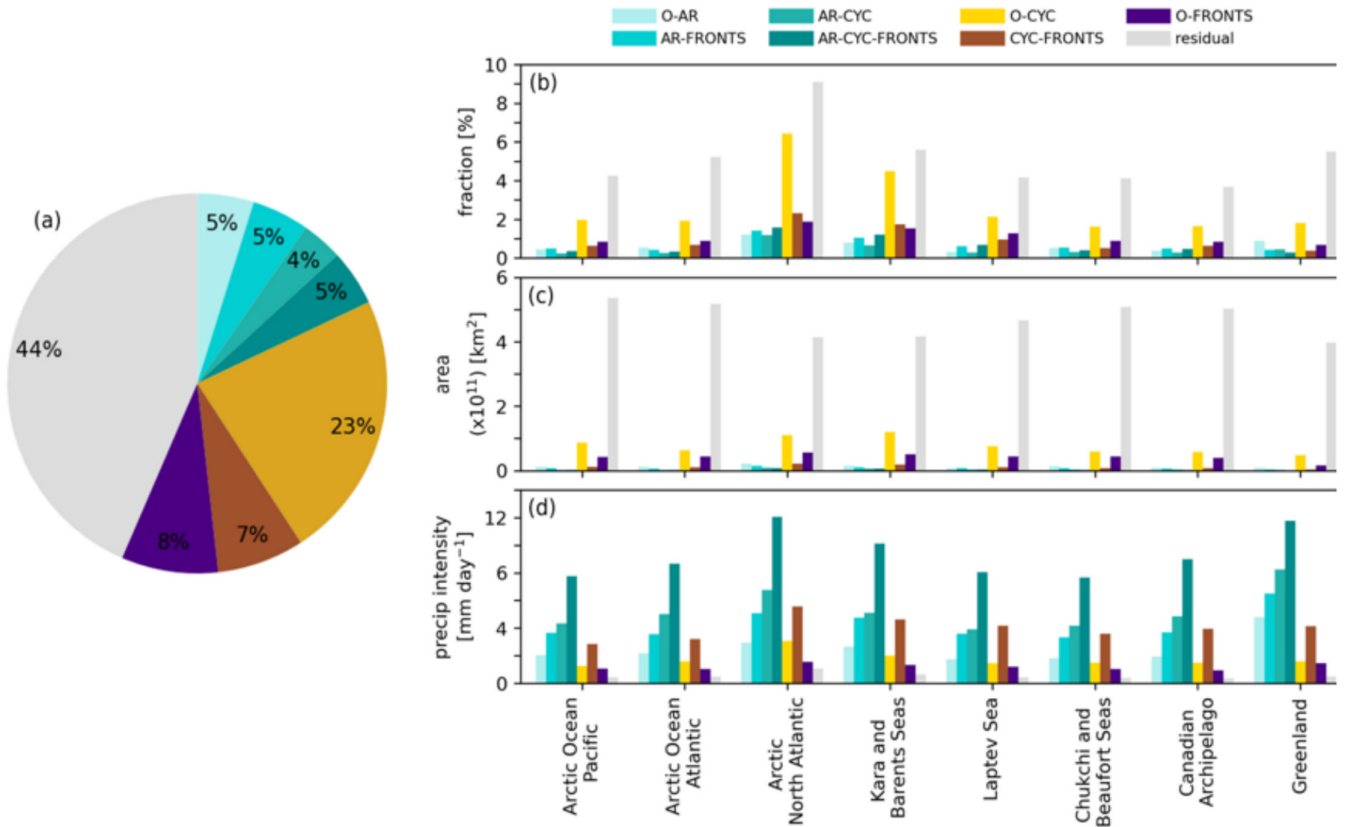 O-AR AR-CYC O-CYC O-FRONTS
AR-FRONTS AR-CYC-FRONTS CYC-FRONTS residual
(a)
5%
5%
4%
5%
23%
7%
8%
44%
(b)
fraction [%]
10
8
6
4
2
0
(c)
area
(x10¹¹) [km²]
6
4
2
0
(d)
precip intensity
[mm day⁻¹]
12
6
4
0
Arctic Ocean
Pacific
Arctic Ocean
Atlantic
Arctic
North Atlantic
Kara and
Barents Seas
Laptev Sea
Chukchi and
Beaufort Seas
Canadian
Archipelago
Greenland